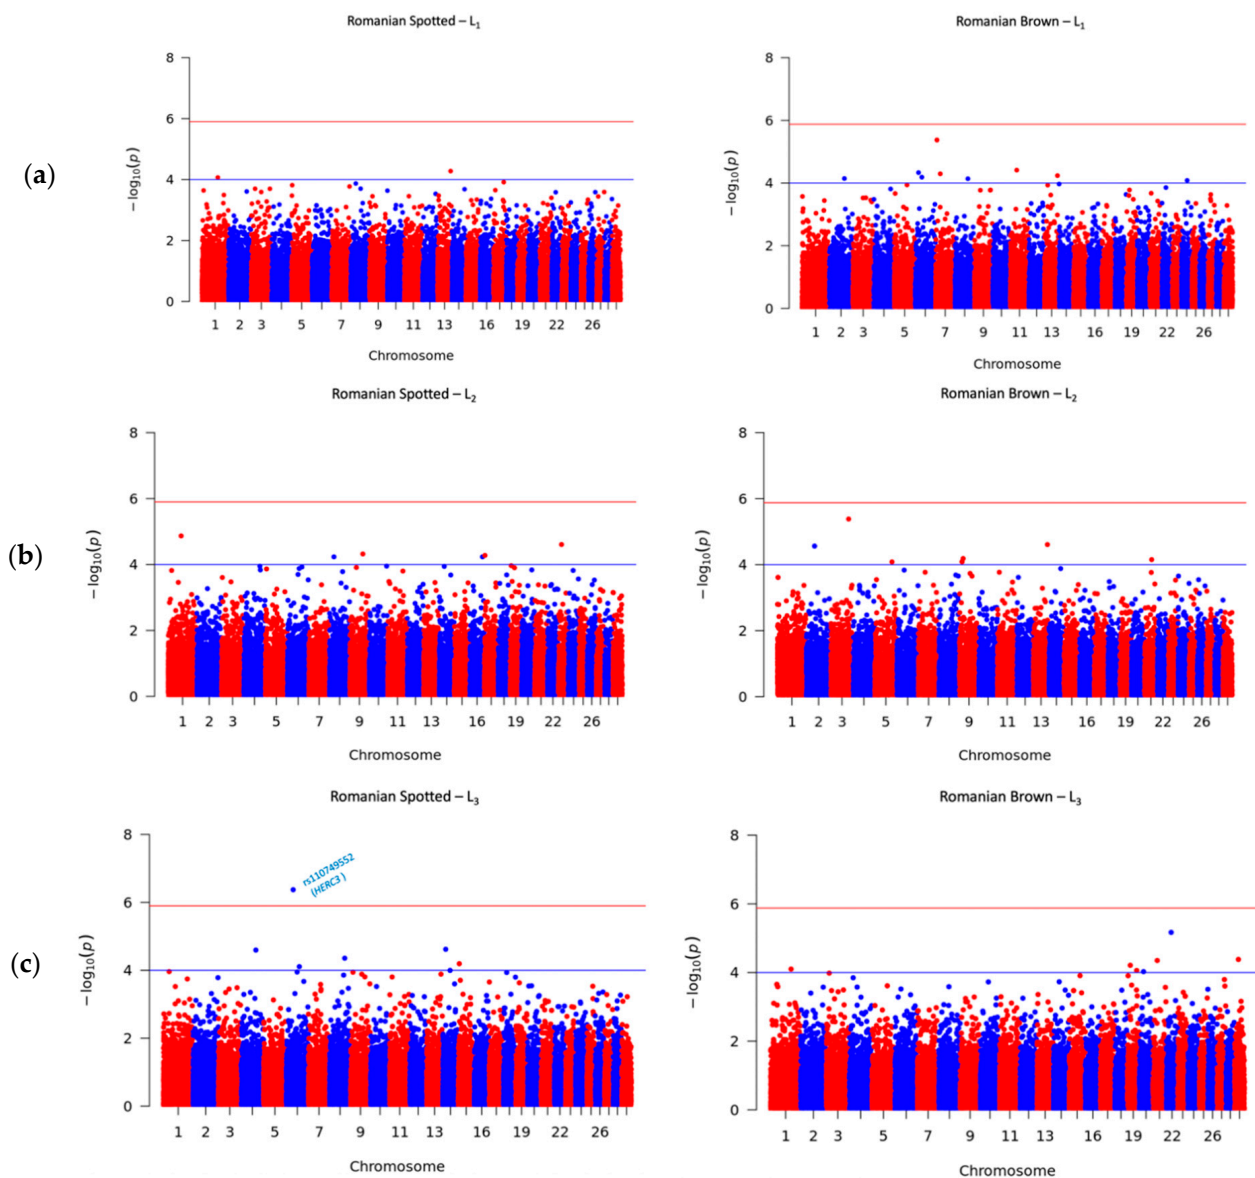 Romanian Spotted – L₁
Romanian Brown – L₁
(a)
8
6
4
2
0
− log₁₀(p)
1 2 3 5 7 9 11 13 16 19 22 26
Chromosome
8
6
4
2
0
− log₁₀(p)
1 2 3 5 7 9 11 13 16 19 22 26
Chromosome
Romanian Spotted – L₂
Romanian Brown – L₂
(b)
8
6
4
2
0
− log₁₀(p)
1 2 3 5 7 9 11 13 16 19 22 26
Chromosome
8
6
4
2
0
− log₁₀(p)
1 2 3 5 7 9 11 13 16 19 22 26
Chromosome
Romanian Spotted – L₃
Romanian Brown – L₃
(c)
8
6
4
2
0
− log₁₀(p)
rs110749552
(HERC3 )
1 2 3 5 7 9 11 13 16 19 22 26
Chromosome
8
6
4
2
0
− log₁₀(p)
1 2 3 5 7 9 11 13 16 19 22 26
Chromosome